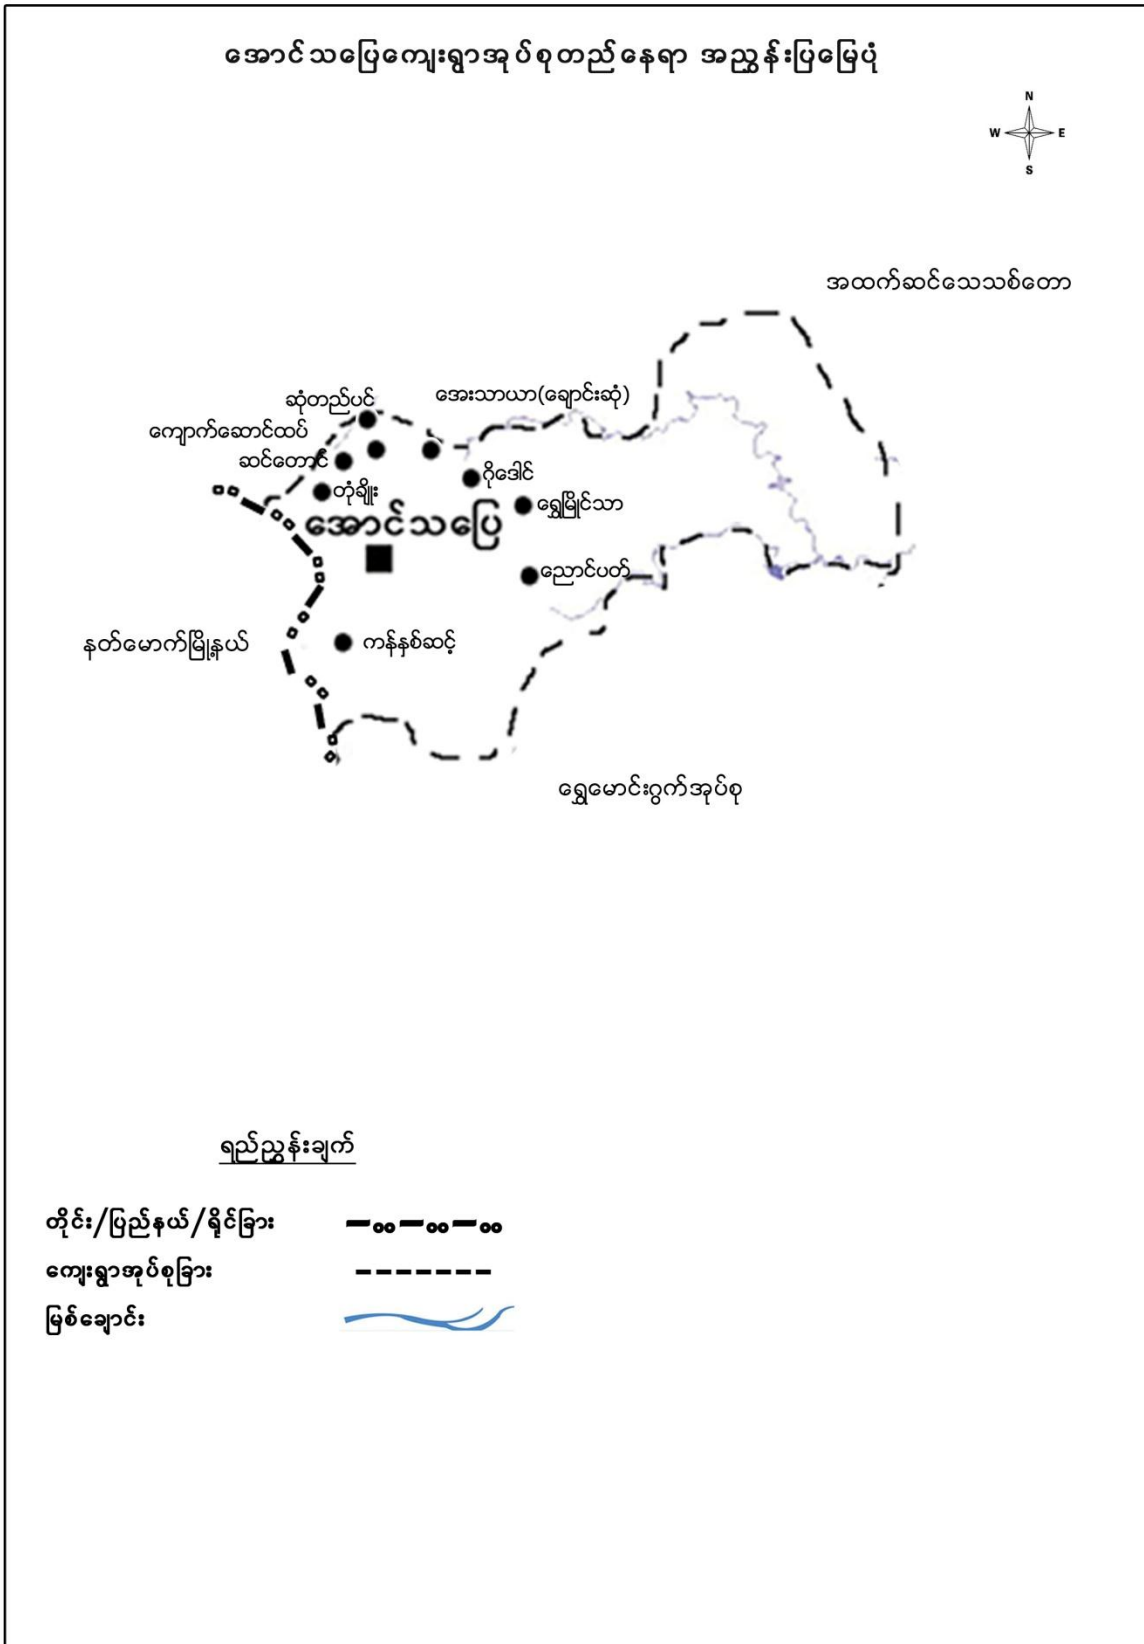 အောင်သပြေကျေးရွာအုပ်စုတည်နေရာ အညွှန်းပြမြေပုံ
N
W E
S
အထက်ဆင်သေသစ်တော
ဆုံတည်ပင်
အေးသာယာ(ချောင်းဆုံ)
ကျောက်ဆောင်ထပ်
ဆင်တောင်
ဂိုဒေါင်
တုံချိုး
ရွှေမြိုင်သာ
အောင်သပြေ
ညောင်ပတ်
နတ်မောက်မြို့နယ်
ကန်နှစ်ဆင့်
ရွှေမောင်းဂွက်အုပ်စု
ရည်ညွှန်းချက်
တိုင်း/ပြည်နယ်/ရိုင်ခြား
ကျေးရွာအုပ်စုခြား
မြစ်ချောင်း